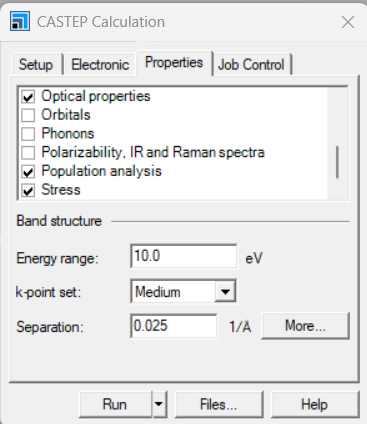 CASTEP Calculation
Setup Electronic Properties Job Control
Optical properties
Orbitals
Phonons
Polarizability, IR and Raman spectra
Population analysis
Stress
Band structure
Energy range: 10.0 eV
k-point set: Medium
Separation: 0.025 1/Å More...
Run Files... Help